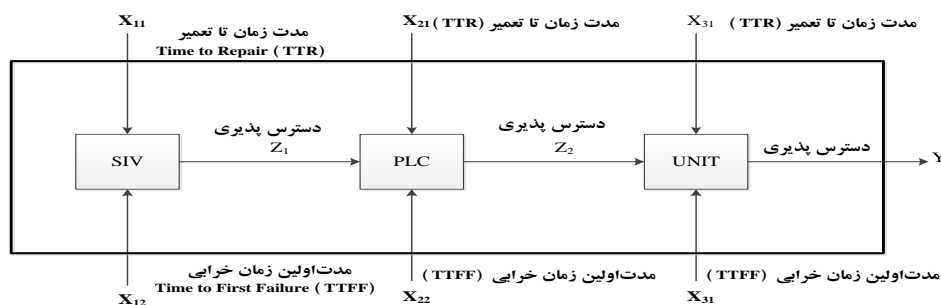 X11
مدت زمان تا تعمیر
Time to Repair (TTR)
X21 (TTR) مدت زمان تا تعمیر
X31 (TTR) مدت زمان تا تعمیر
SIV
دسترس پذیری
Z1
PLC
دسترس پذیری
Z2
UNIT
دسترس پذیری
Y
مدت‌اولین زمان خرابی
Time to First Failure (TTFF)
X12
مدت‌اولین زمان خرابی (TTFF)
X22
مدت‌اولین زمان خرابی (TTFF)
X31